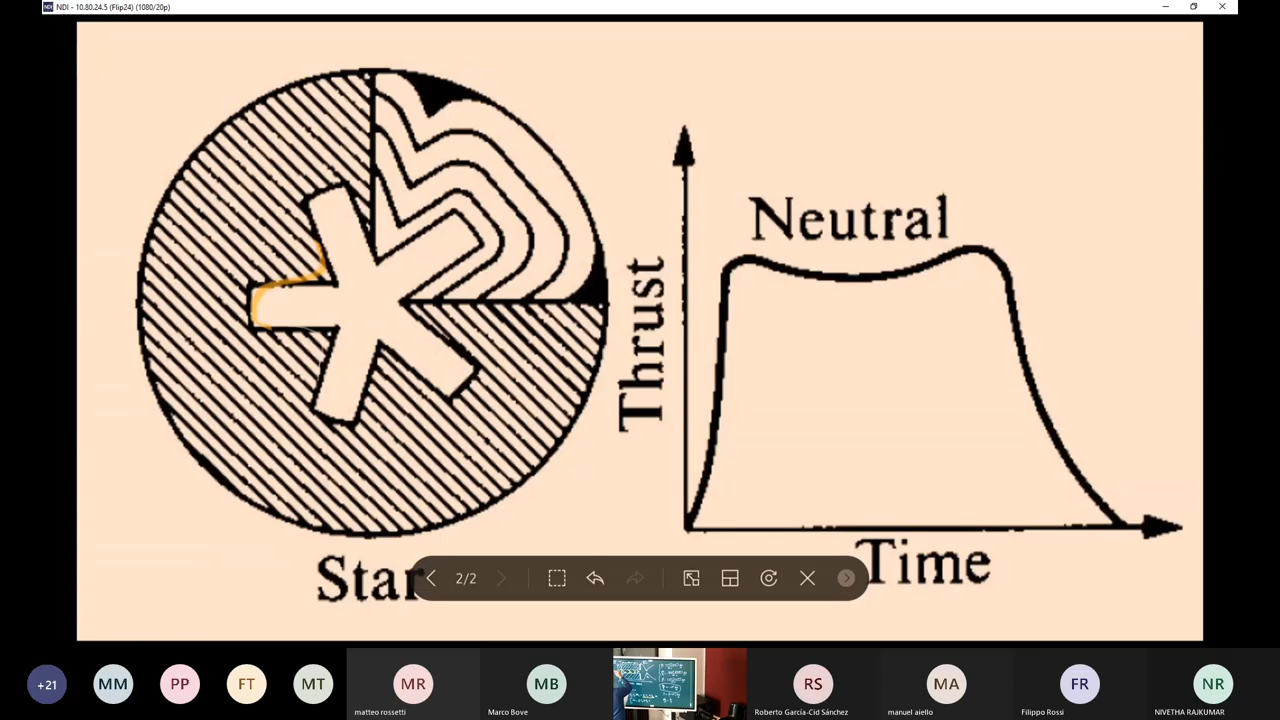 NDI - 10.80.24.5 (Flip24) (1080/20p)
Neutral
Thrust
Time
Star
2/2
+21
MM
PP
FT
MT
MR
MB
RS
MA
FR
NR
matteo rossetti
Marco Bove
Roberto García-Cid Sánchez
manuel aiello
Filippo Rossi
NIVETHA RAJKUMAR